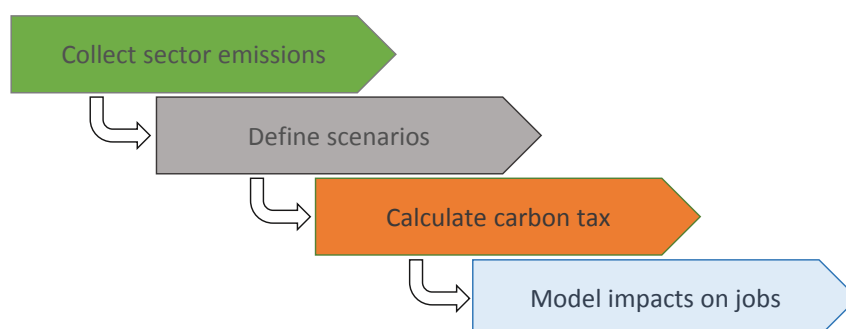 Collect sector emissions
Define scenarios
Calculate carbon tax
Model impacts on jobs